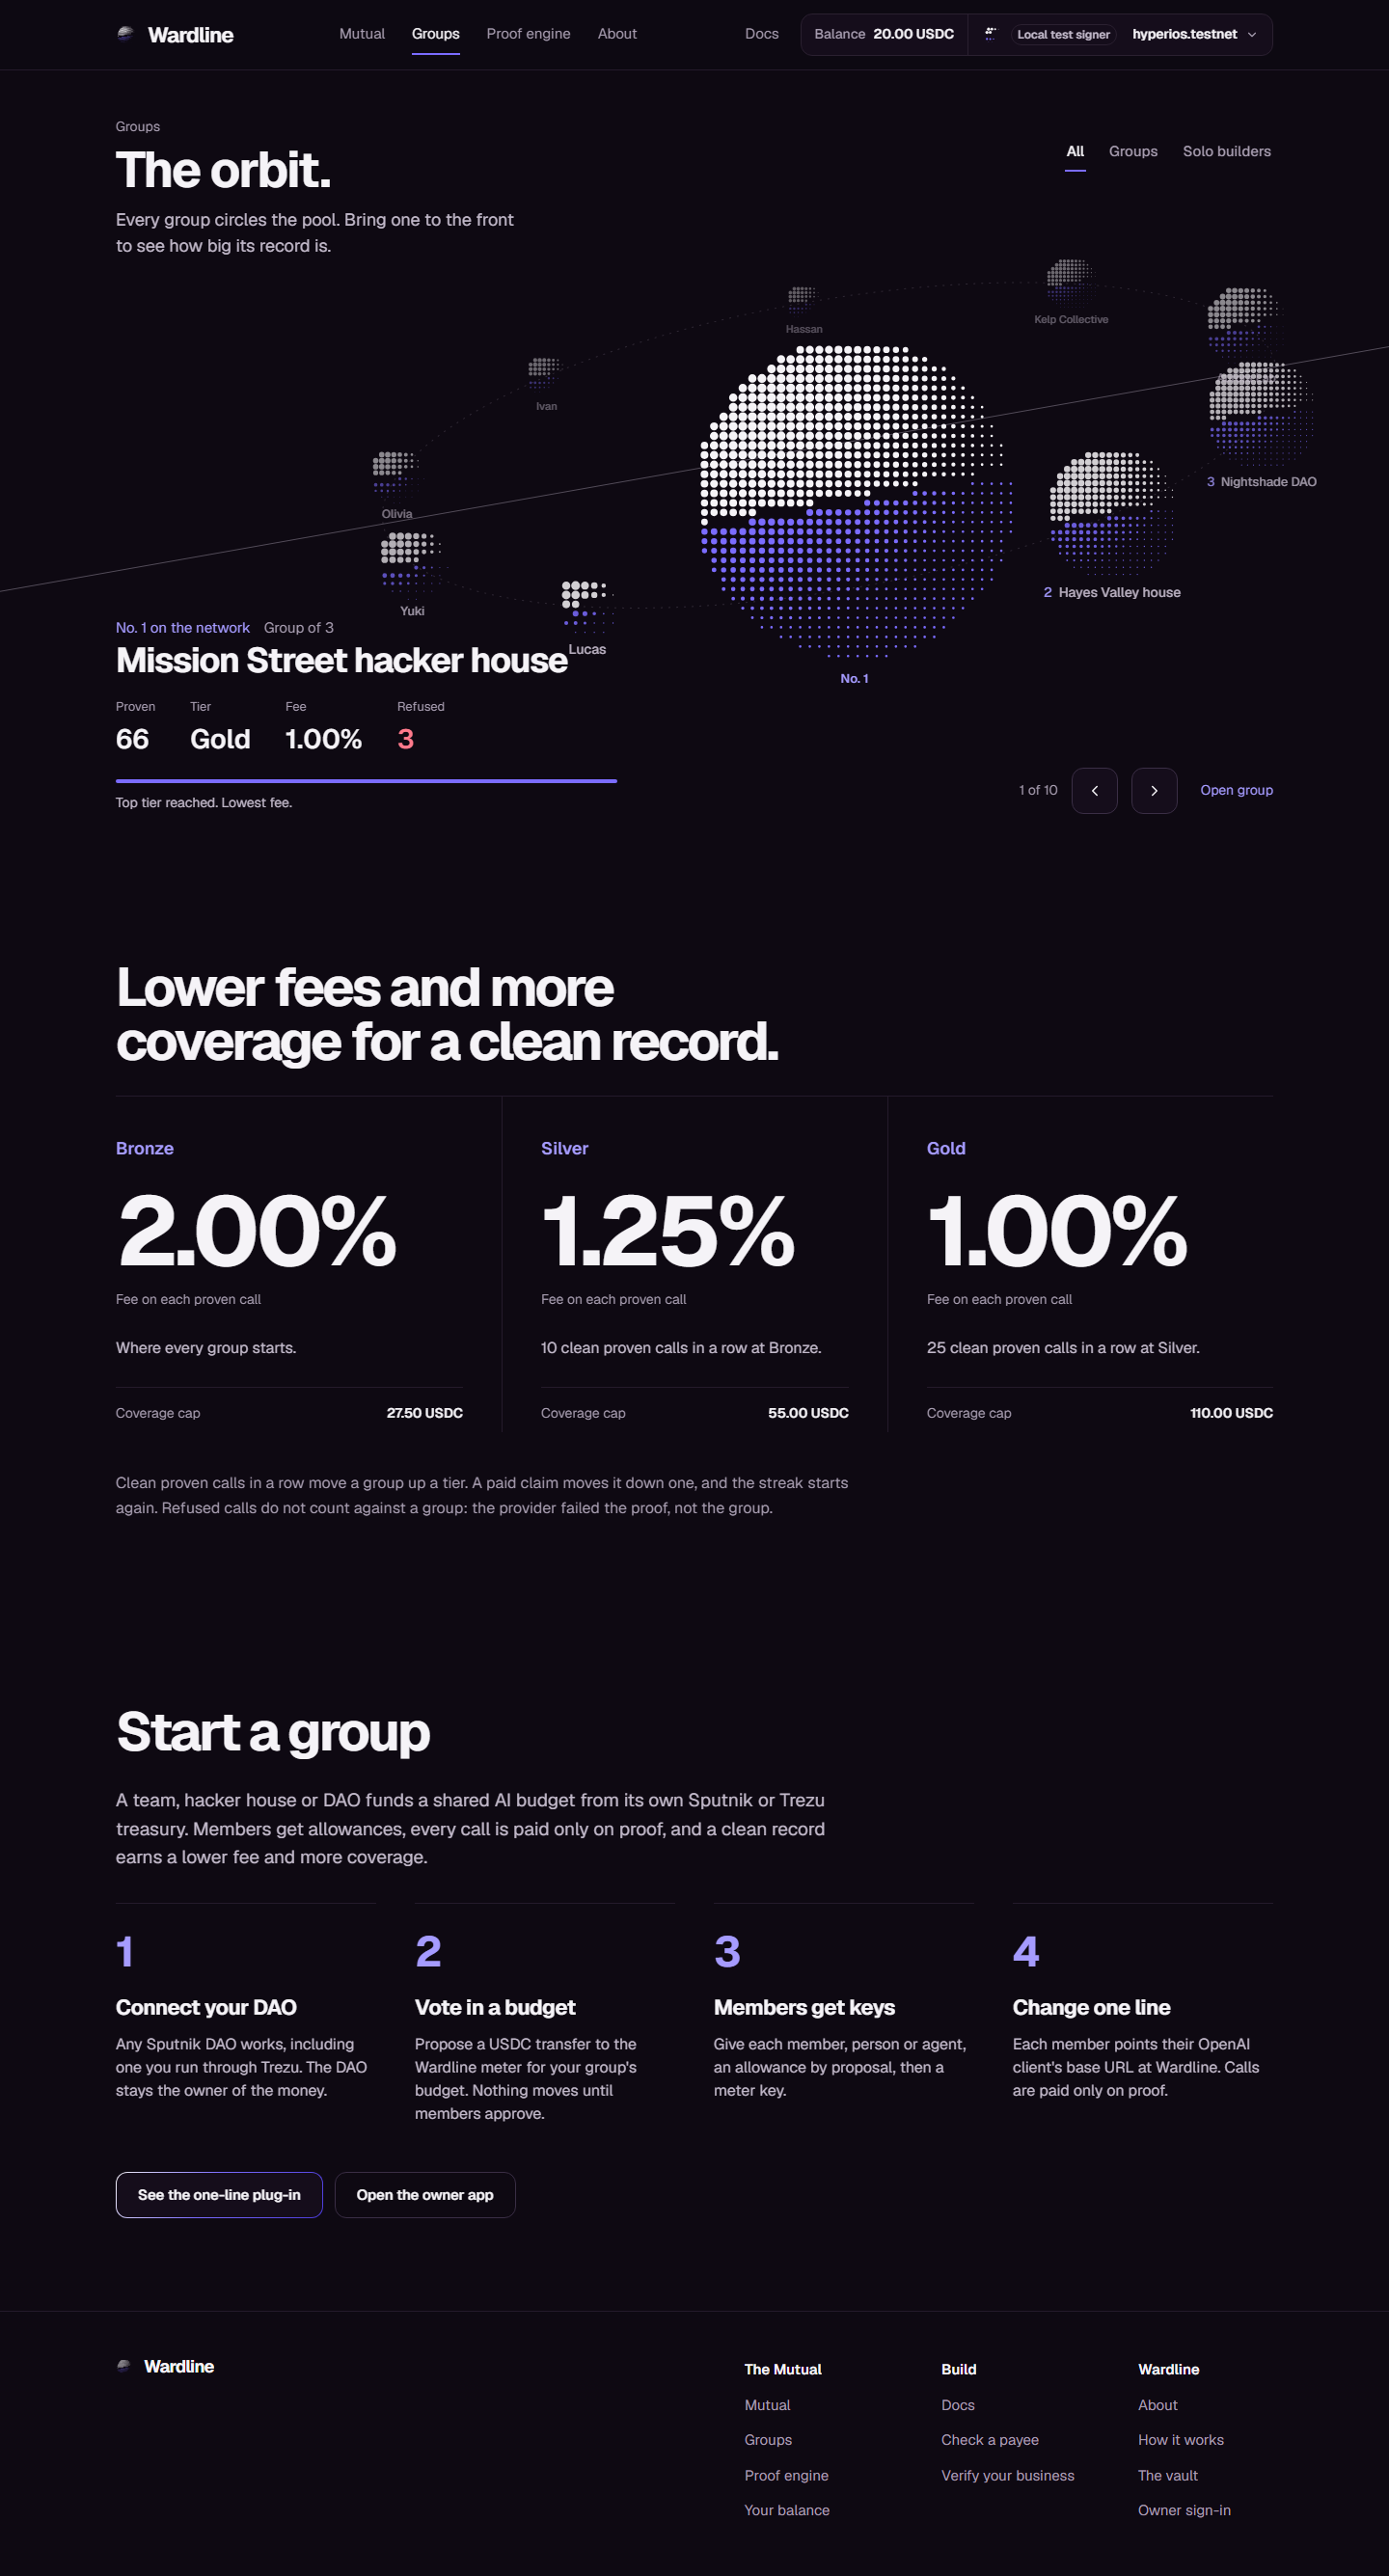 Wardline
Mutual
Groups
Proof engine
About
Docs
Balance 20.00 USDC
Local test signer
hyperios.testnet
Groups
The orbit.
Every group circles the pool. Bring one to the front
to see how big its record is.
All
Groups
Solo builders
Kelp Collective
Hassan
Ivan
3 Nightshade DAO
Olivia
2 Hayes Valley house
Yuki
Lucas
No. 1
No. 1 on the network Group of 3
Mission Street hacker house
Proven
Tier
Fee
Refused
66
Gold
1.00%
3
Top tier reached. Lowest fee.
1 of 10
Open group
Lower fees and more
coverage for a clean record.
Bronze
2.00%
Fee on each proven call
Where every group starts.
Coverage cap 27.50 USDC
Silver
1.25%
Fee on each proven call
10 clean proven calls in a row at Bronze.
Coverage cap 55.00 USDC
Gold
1.00%
Fee on each proven call
25 clean proven calls in a row at Silver.
Coverage cap 110.00 USDC
Clean proven calls in a row move a group up a tier. A paid claim moves it down one, and the streak starts
again. Refused calls do not count against a group: the provider failed the proof, not the group.
Start a group
A team, hacker house or DAO funds a shared AI budget from its own Sputnik or Trezu
treasury. Members get allowances, every call is paid only on proof, and a clean record
earns a lower fee and more coverage.
1
Connect your DAO
Any Sputnik DAO works, including
one you run through Trezu. The DAO
stays the owner of the money.
2
Vote in a budget
Propose a USDC transfer to the
Wardline meter for your group's
budget. Nothing moves until
members approve.
3
Members get keys
Give each member, person or agent,
an allowance by proposal, then a
meter key.
4
Change one line
Each member points their OpenAI
client's base URL at Wardline. Calls
are paid only on proof.
See the one-line plug-in
Open the owner app
Wardline
The Mutual
Mutual
Groups
Proof engine
Your balance
Build
Docs
Check a payee
Verify your business
Wardline
About
How it works
The vault
Owner sign-in